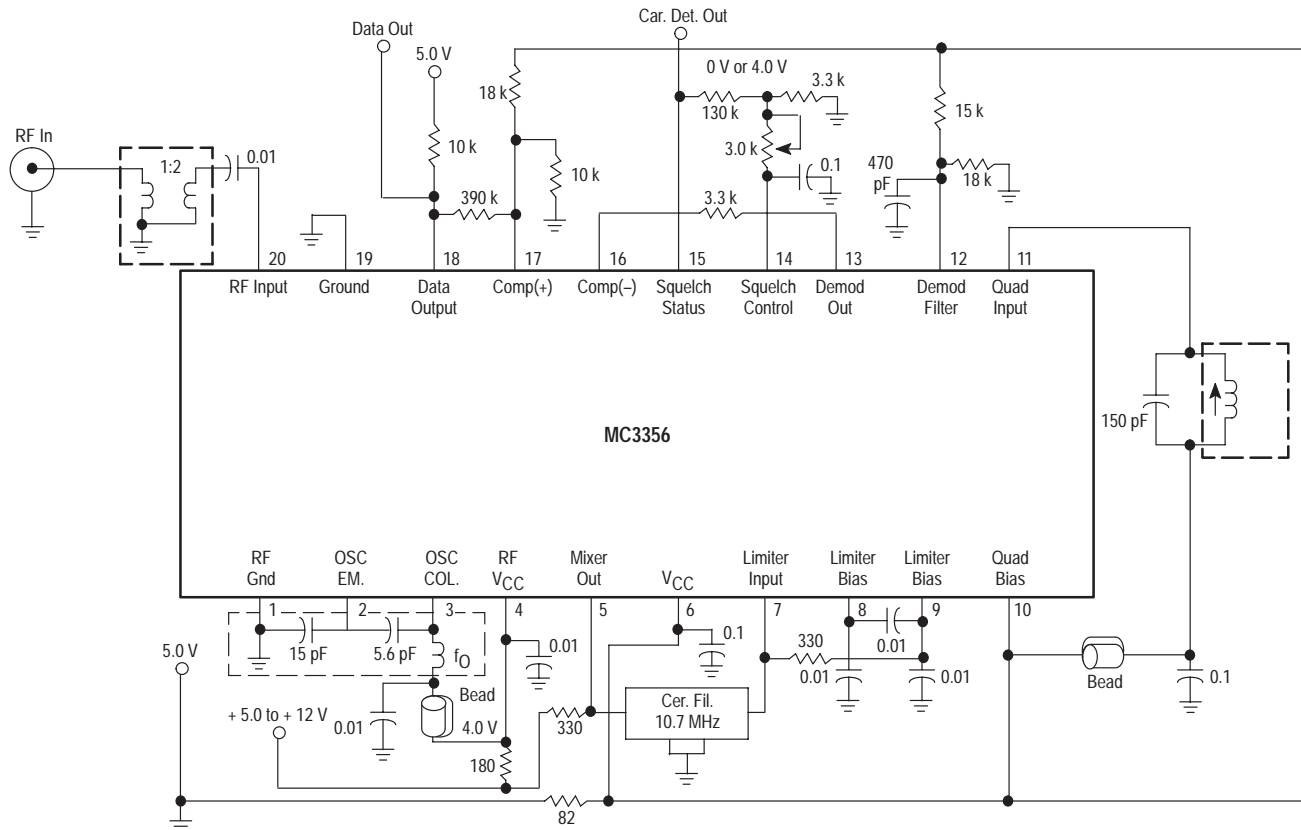 Car. Det. Out
Data Out
5.0 V
0 V or 4.0 V
3.3 k
18 k
130 k
15 k
RF In
1:2
0.01
10 k
3.0 k
0.1
470
pF
18 k
10 k
390 k
3.3 k
20
19
18
17
16
15
14
13
12
11
RF Input
Ground
Data
Output
Comp(+)
Comp(–)
Squelch
Status
Squelch
Control
Demod
Out
Demod
Filter
Quad
Input
150 pF
MC3356
RF
Gnd
OSC
EM.
OSC
COL.
RF
VCC
Mixer
Out
VCC
Limiter
Input
Limiter
Bias
Limiter
Bias
Quad
Bias
1
2
3
4
5
6
7
8
9
10
15 pF
5.6 pF
fO
0.01
0.1
330
0.01
0.01
0.01
Bead
0.1
5.0 V
Bead
+ 5.0 to + 12 V
0.01
4.0 V
330
Cer. Fil.
10.7 MHz
180
82